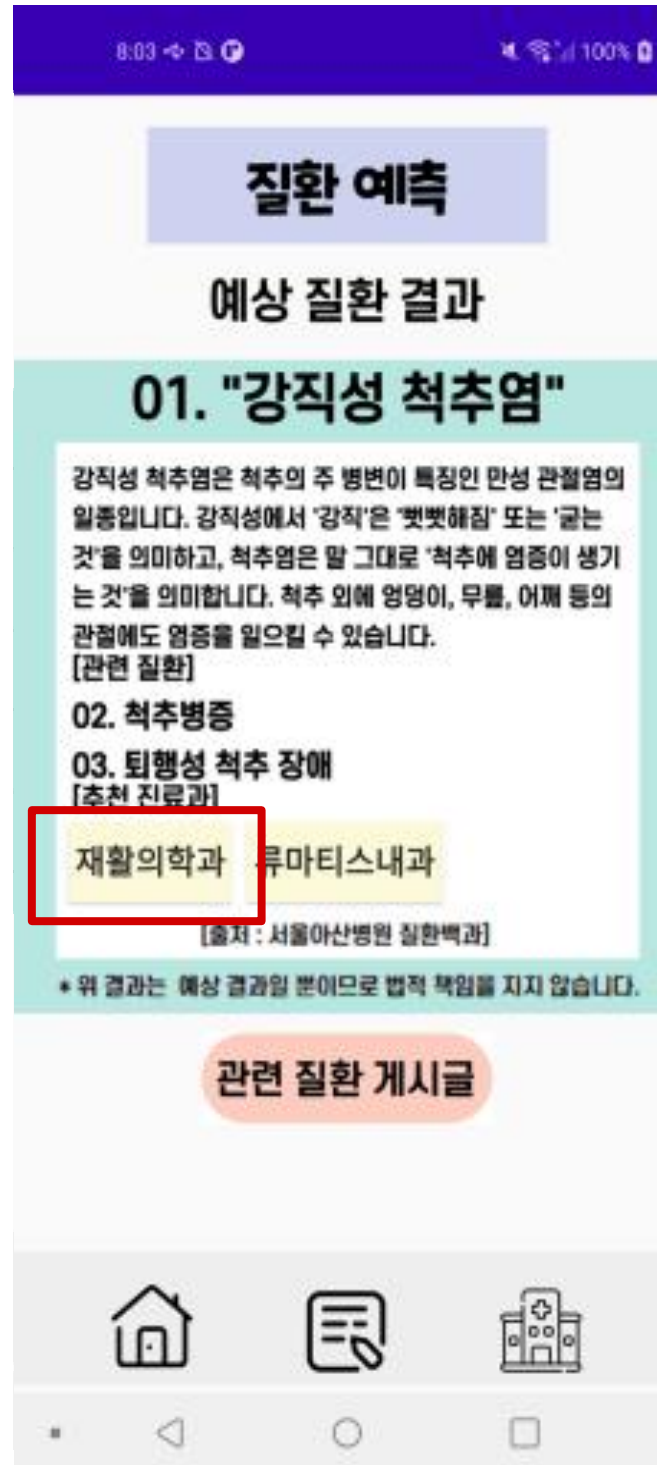 8:03
100%
질환 예측
예상 질환 결과
01. "강직성 척추염"
강직성 척추염은 척추의 주 병변이 특징인 만성 관절염의
일종입니다. 강직성에서 '강직'은 '뻣뻣해짐' 또는 '굳는
것'을 의미하고, 척추염은 말 그대로 '척추에 염증이 생기
는 것'을 의미합니다. 척추 외에 엉덩이, 무릎, 어깨 등의
관절에도 염증을 일으킬 수 있습니다.
[관련 질환]
02. 척추병증
03. 퇴행성 척추 장애
[추천 진료과]
재활의학과 류마티스내과
[출처 : 서울아산병원 질환백과]
* 위 결과는 예상 결과일 뿐이므로 법적 책임을 지지 않습니다.
관련 질환 게시글